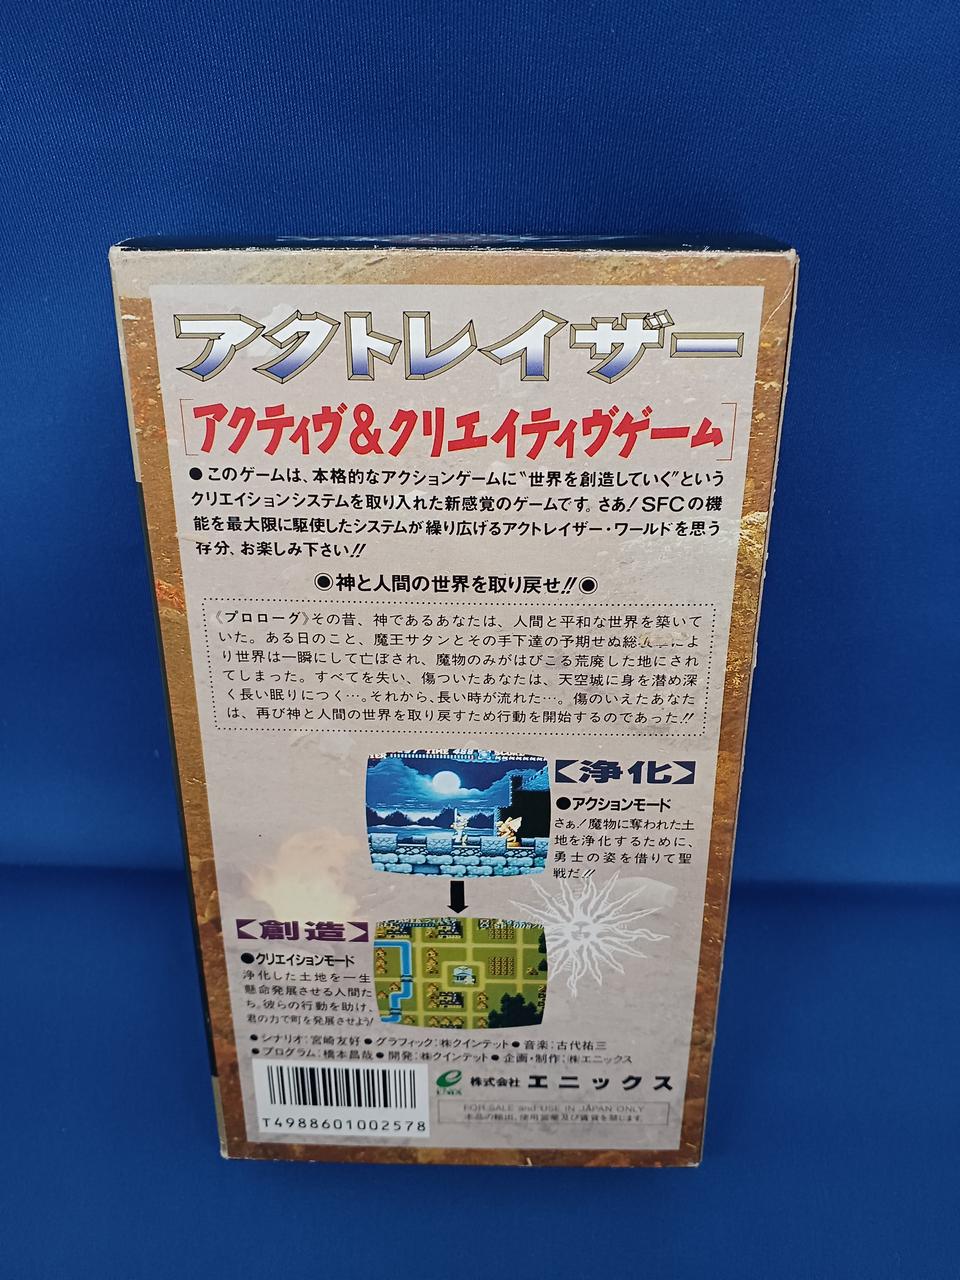 アクトレイザー
アクティヴ&クリエイティヴゲーム
●このゲームは、本格的なアクションゲームに〝世界を創造していく〟という
クリエイションシステムを取り入れた新感覚のゲームです。さあ!SFCの機
能を最大限に駆使したシステムが繰り広げるアクトレイザー・ワールドを思う
存分、お楽しみ下さい!!
◉神と人間の世界を取り戻せ!!◉
《プロローグ》その昔、神であるあなたは、人間と平和な世界を築いて
いた。ある日のこと、魔王サタンとその手下達の予期せぬ総 によ
り世界は一瞬にして亡ぼされ、魔物のみがはびこる荒廃した地にされ
てしまった。すべてを失い、傷ついたあなたは、天空城に身を潜め深
く長い眠りにつく…。それから、長い時が流れた…。傷のいえたあなた
は、再び神と人間の世界を取り戻すため行動を開始するのであった!!
【浄化】
●アクションモード
さぁ!魔物に奪われた土
地を浄化するために、
勇士の姿を借りて聖
戦だ!!
【創造】
●クリエイションモード
浄化した土地を一生
懸命発展させる人間た
ち。彼らの行動を助け、
君の力で町を発展させよう!
●シナリオ:宮崎友好●グラフィック:㈱クインテット●音楽:古代祐三
●プログラム:橋本昌哉●開発:㈱クインテット●企画・制作:㈱エニックス
株式会社 エニックス
FOR SALE and USE IN JAPAN ONLY
本品の輸出、使用営業及び賃貸を禁じます。
T4988601002578